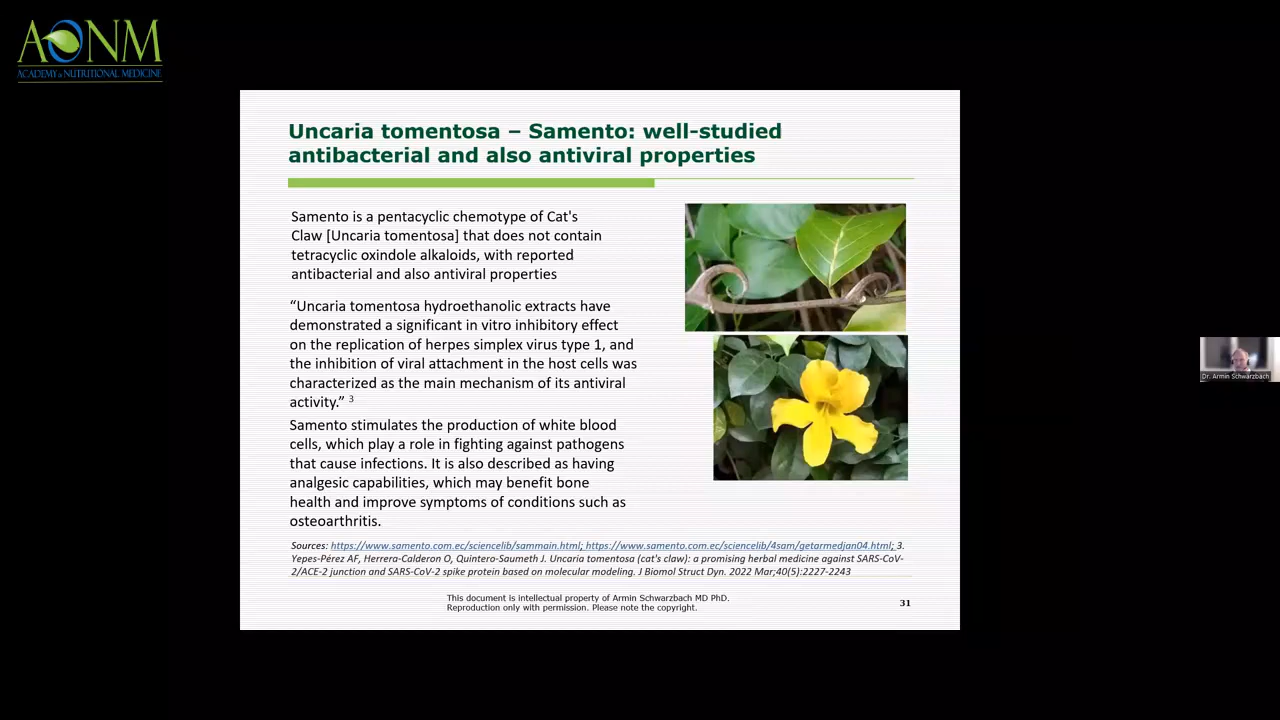 AONM
ACADEMY of NUTRITIONAL MEDICINE
Uncaria tomentosa – Samento: well-studied
antibacterial and also antiviral properties
Samento is a pentacyclic chemotype of Cat's
Claw [Uncaria tomentosa] that does not contain
tetracyclic oxindole alkaloids, with reported
antibacterial and also antiviral properties
“Uncaria tomentosa hydroethanolic extracts have
demonstrated a significant in vitro inhibitory effect
on the replication of herpes simplex virus type 1, and
the inhibition of viral attachment in the host cells was
characterized as the main mechanism of its antiviral
activity.” 3
Samento stimulates the production of white blood
cells, which play a role in fighting against pathogens
that cause infections. It is also described as having
analgesic capabilities, which may benefit bone
health and improve symptoms of conditions such as
osteoarthritis.
Sources: https://www.samento.com.ec/sciencelib/sammain.html; https://www.samento.com.ec/sciencelib/4sam/getarmedjan04.html; 3.
Yepes-Pérez AF, Herrera-Calderon O, Quintero-Saumeth J. Uncaria tomentosa (cat's claw): a promising herbal medicine against SARS-CoV-
2/ACE-2 junction and SARS-CoV-2 spike protein based on molecular modeling. J Biomol Struct Dyn. 2022 Mar;40(5):2227-2243
This document is intellectual property of Armin Schwarzbach MD PhD.
Reproduction only with permission. Please note the copyright.
31
Dr. Armin Schwarzbach